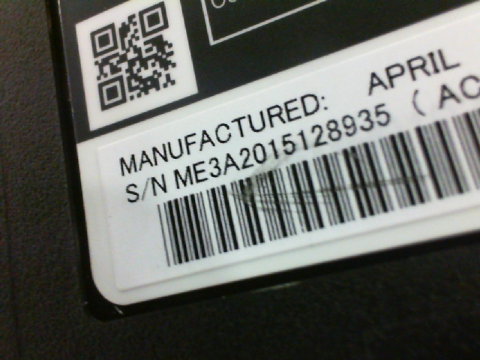 MANUFACTURED: APRIL
S/N ME3A2015128935 ( AC